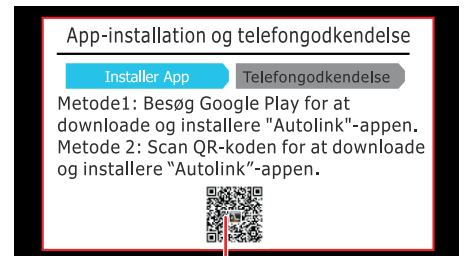 App-installation og telefongodkendelse
Installer App
Telefongodkendelse
Metode1: Besøg Google Play for at
downloade og installere "Autolink"-appen.
Metode 2: Scan QR-koden for at downloade
og installere “Autolink”-appen.